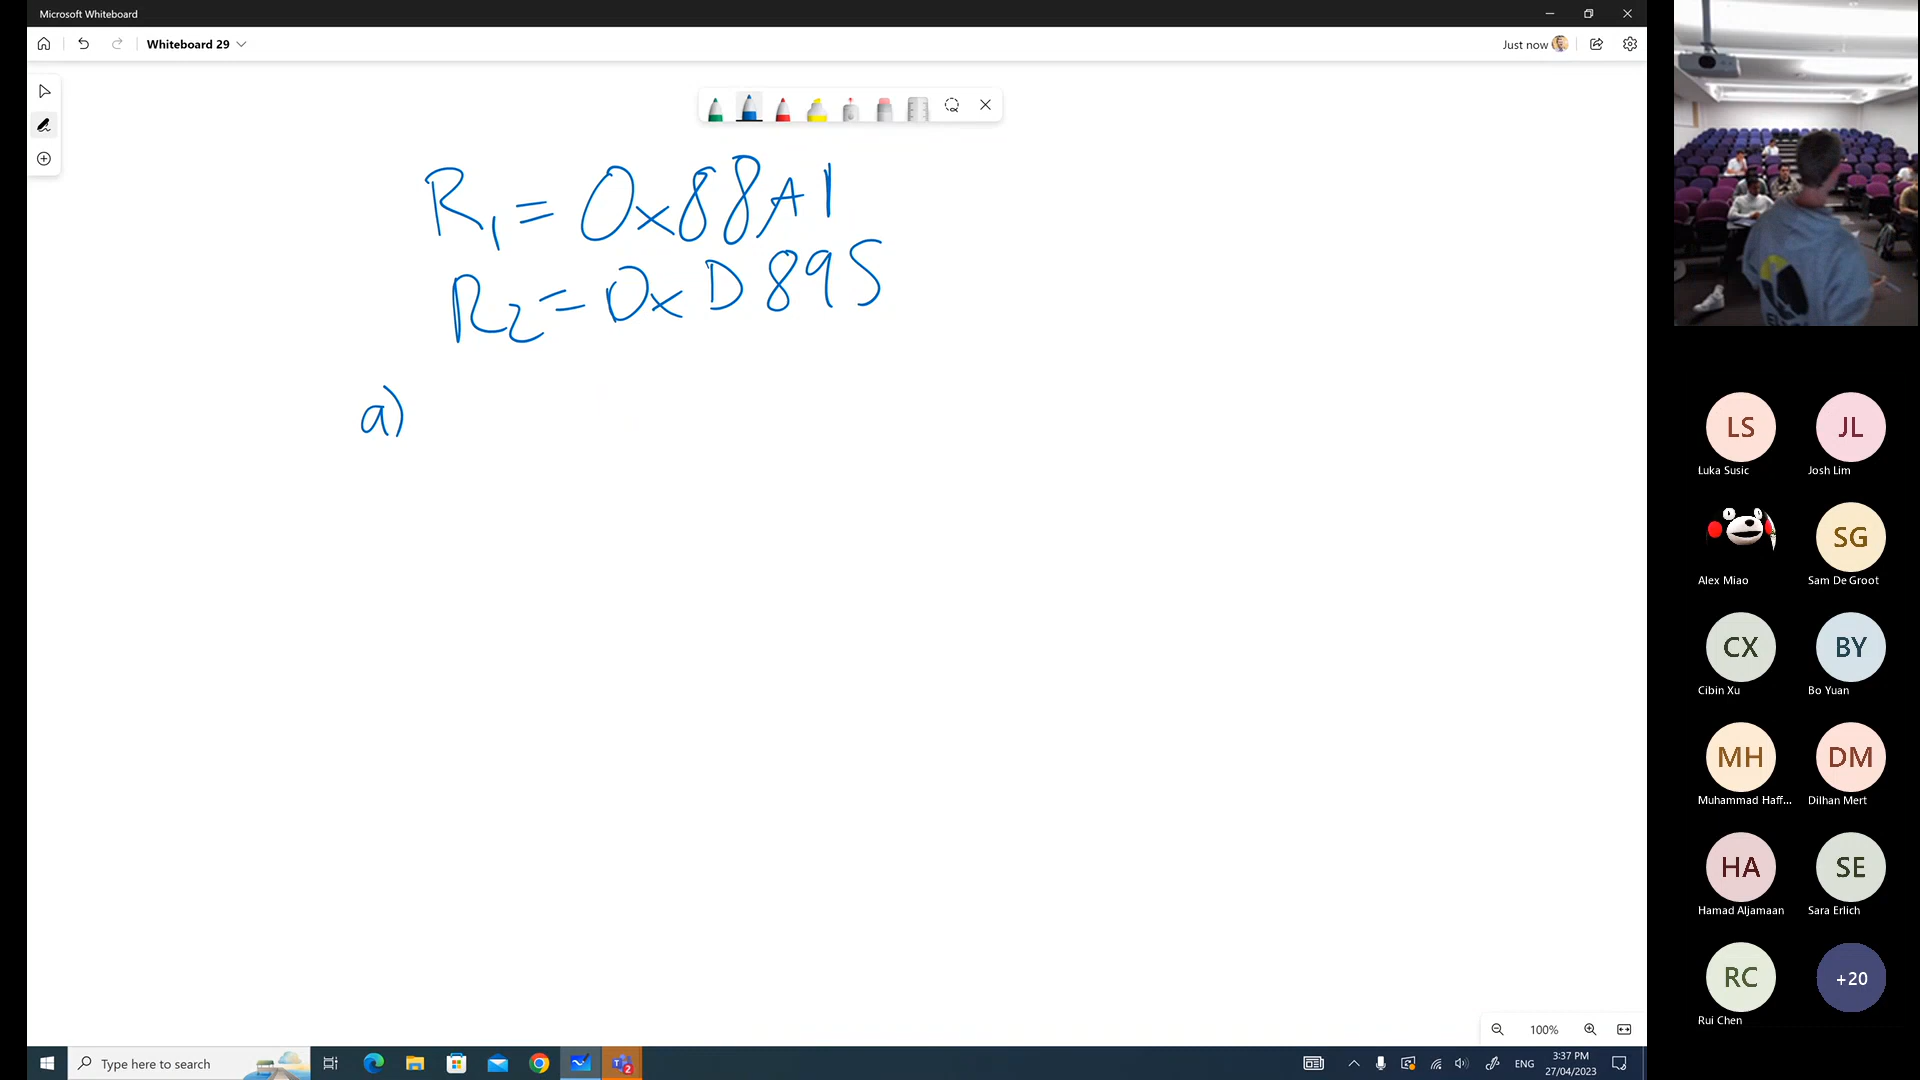 Microsoft Whiteboard
Whiteboard 29
Just now
R1 = 0x88A1
R2 = 0xD895
a)
LS
Luka Susic
JL
Josh Lim
Alex Miao
SG
Sam De Groot
CX
Cibin Xu
BY
Bo Yuan
MH
Muhammad Haff...
DM
Dilhan Mert
HA
Hamad Aljamaan
SE
Sara Erlich
RC
Rui Chen
+20
100%
Type here to search
2
ENG
3:37 PM
27/04/2023